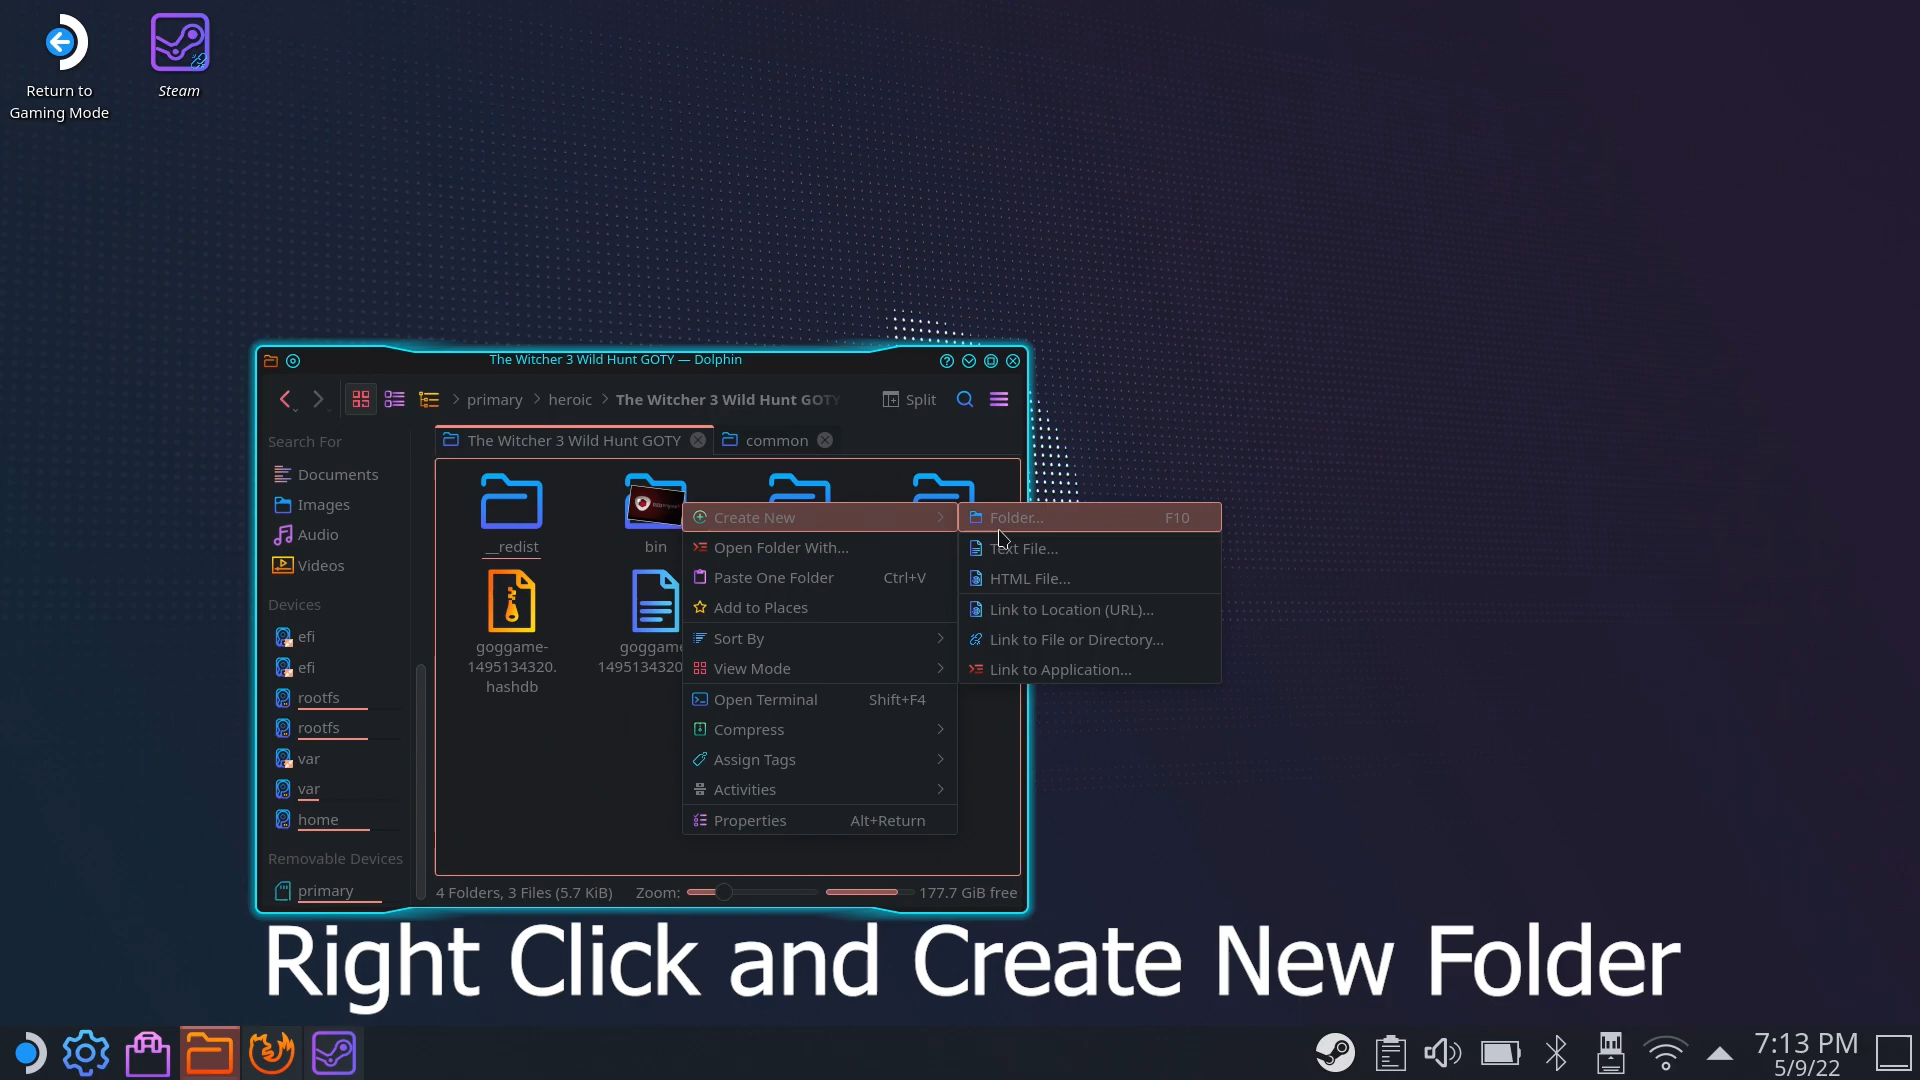 Return to
Gaming Mode
Steam
The Witcher 3 Wild Hunt GOTY — Dolphin
primary
heroic
The Witcher 3 Wild Hunt GOTY
Split
Search For
Documents
Images
Audio
Videos
Devices
efi
efi
rootfs
rootfs
var
var
home
Removable Devices
primary
The Witcher 3 Wild Hunt GOTY
common
__redist
bin
goggame-
1495134320.
hashdb
goggame
1495134320
Create New
Open Folder With...
Paste One Folder Ctrl+V
Add to Places
Sort By
View Mode
Open Terminal Shift+F4
Compress
Assign Tags
Activities
Properties Alt+Return
Folder... F10
Text File...
HTML File...
Link to Location (URL)...
Link to File or Directory...
Link to Application...
4 Folders, 3 Files (5.7 KiB) Zoom: 177.7 GiB free
Right Click and Create New Folder
7:13 PM
5/9/22